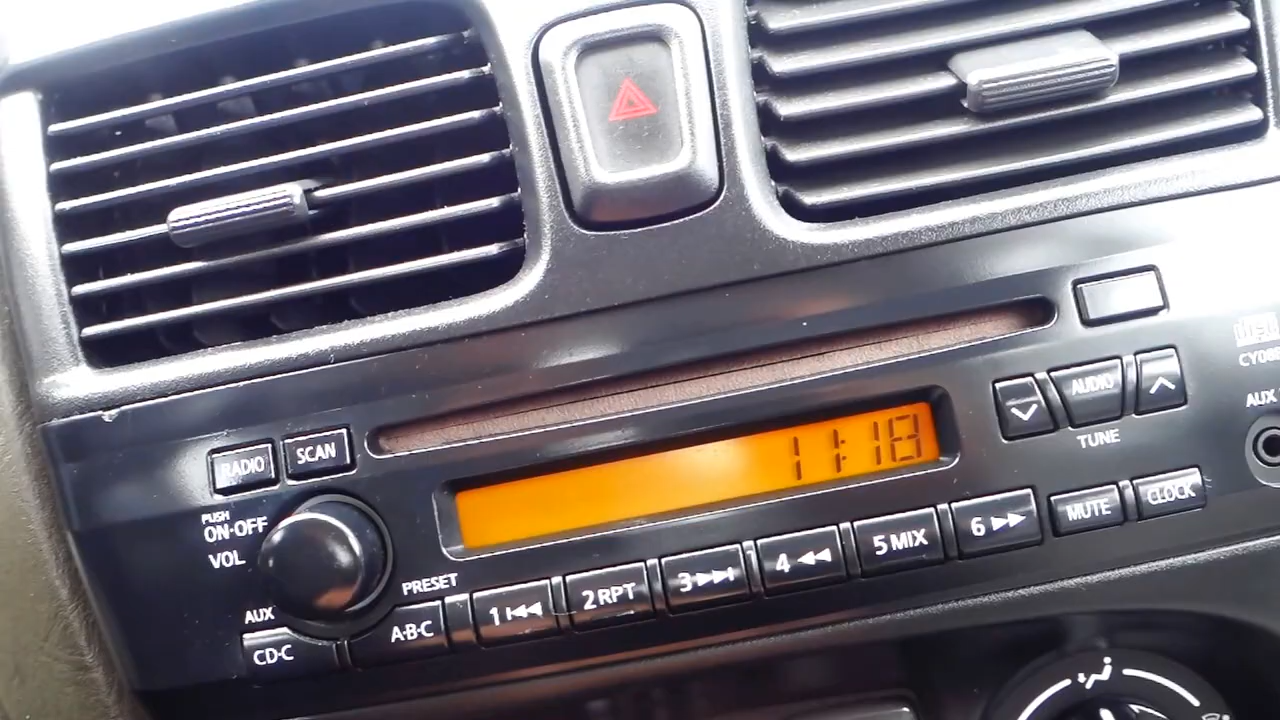 11:18
AUDIO
TUNE
RADIO
SCAN
PUSH
ON·OFF
VOL
AUX
CD·C
PRESET
A·B·C
1
2 RPT
3
4
5 MIX
6
MUTE
CLOCK
AUX